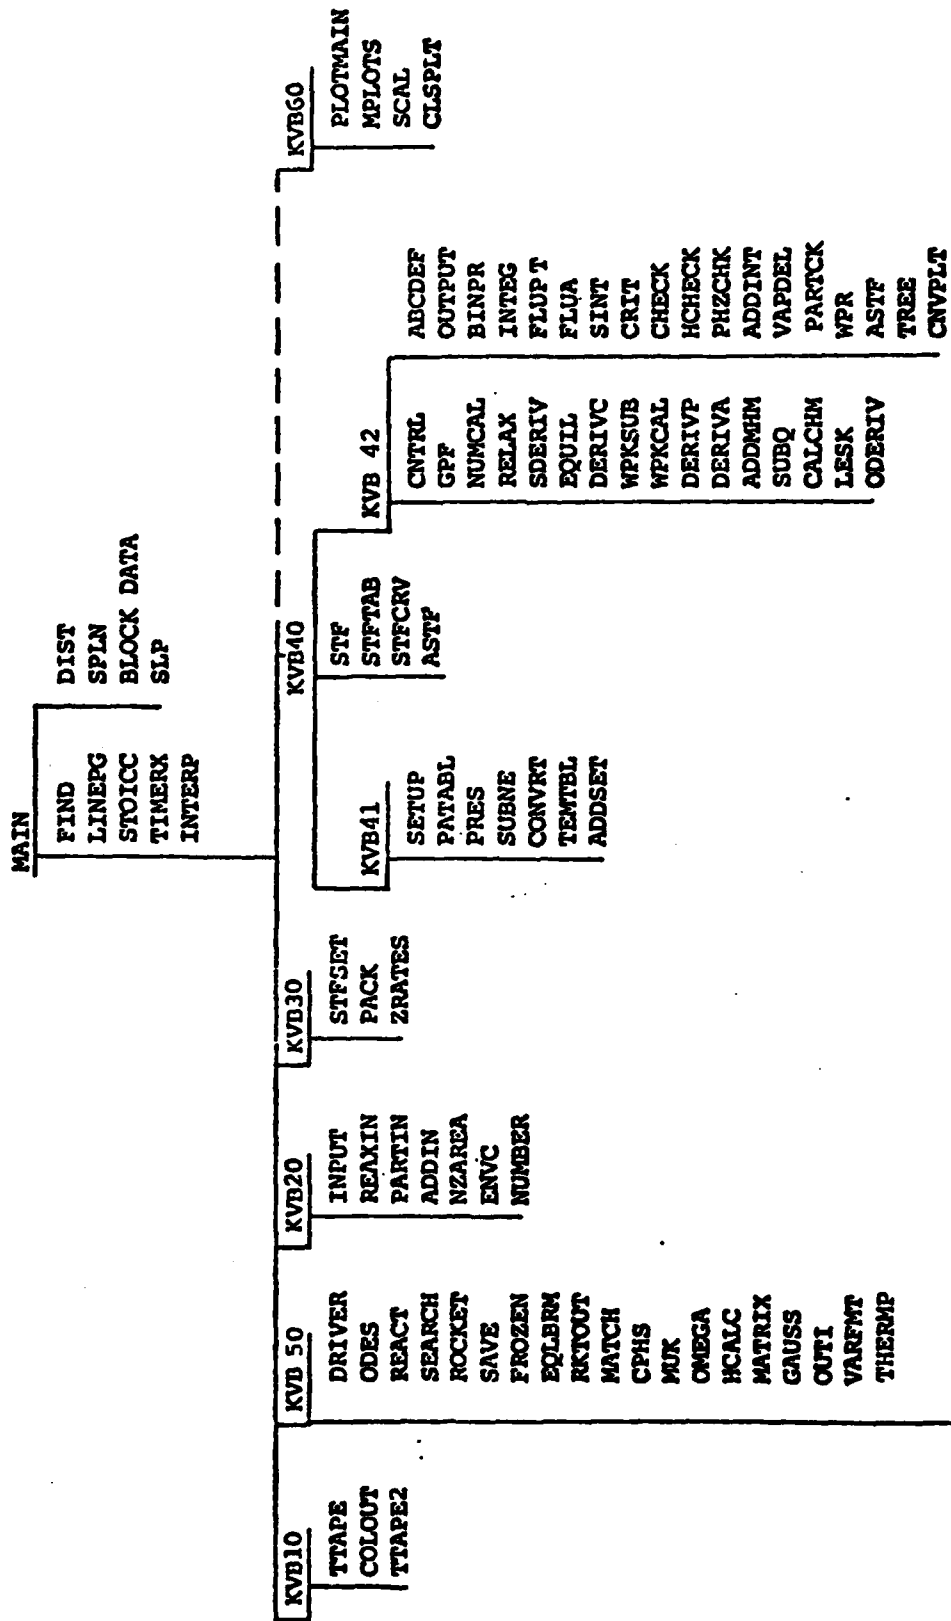 MAIN
FIND
LINEPG
STOICC
TIMERX
INTERP
DIST
SPLN
BLOCK DATA
SLP
KVB10
TTAPE
COLOUT
TTAPE2
KVB 50
DRIVER
ODES
REACT
SEARCH
ROCKET
SAVE
FROZEN
EQLBRM
RKTOUT
MATCH
CPHS
MUK
OMEGA
HCALC
MATRIX
GAUSS
OUT1
VARFMT
THERMP
KVB20
INPUT
REAXIN
PARTIN
ADDIN
NZAREA
ENVC
NUMBER
KVB30
STFSET
PACK
ZRATES
KVB40
KVB41
SETUP
PATABL
PRES
SUBNE
CONVRT
TEMTBL
ADDSET
STF
STFTAB
STFCRV
ASTF
KVB 42
CNTRL
GPF
NUMCAL
RELAX
SDERIV
EQUIL
DERIVC
WPKSUB
WPKCAL
DERIVP
DERIVA
ADDMHM
SUBQ
CALCHM
LESK
ODERIV
ABCDEF
OUTPUT
BINPR
INTEG
FLUPT
FLUA
SINT
CRIT
CHECK
HCHECK
PHZCHK
ADDINT
VAPDEL
PARTCK
WPR
ASTF
TREE
CNVPLT
KVB60
PLOTMAIN
MPLOTS
SCAL
CLSPLT